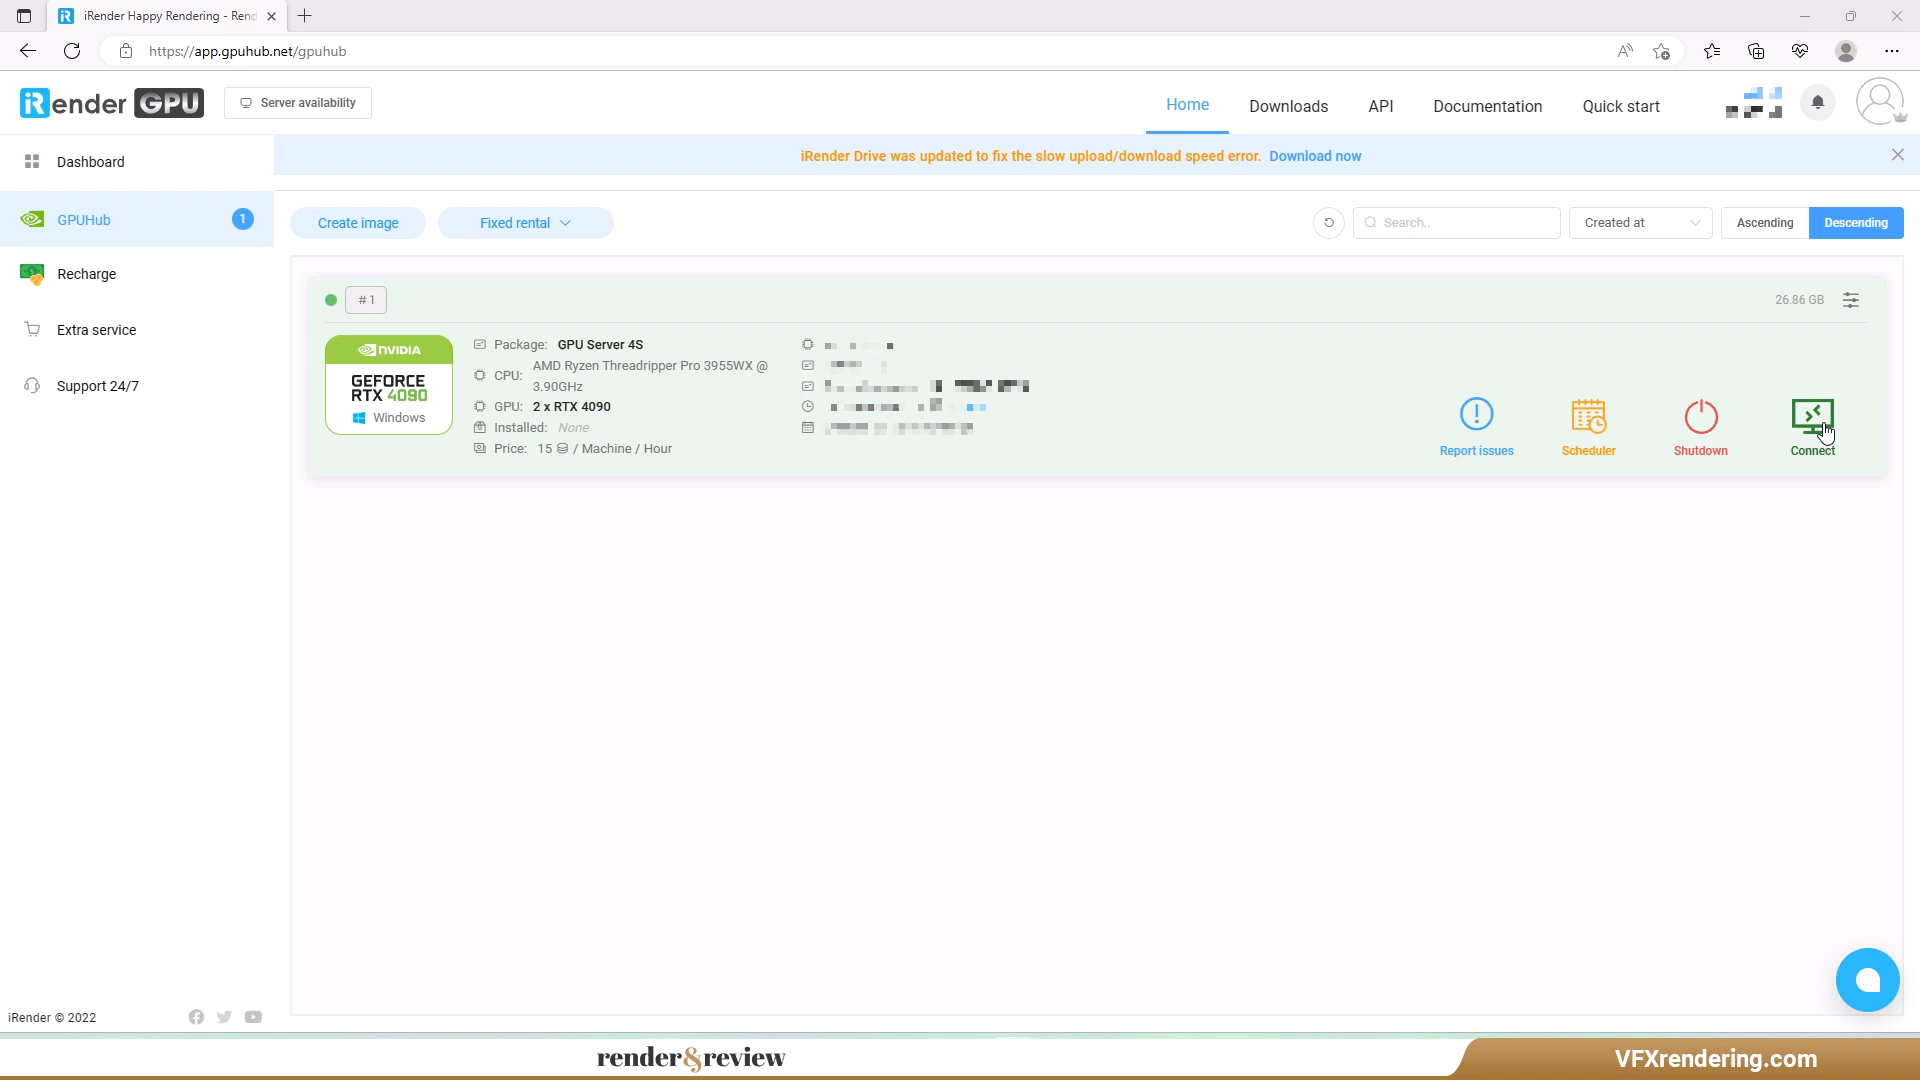 iRender Happy Rendering - Rend
https://app.gpuhub.net/gpuhub
iRender GPU
Server availability
Home
Downloads
API
Documentation
Quick start
Dashboard
GPUHub
1
Recharge
Extra service
Support 24/7
iRender Drive was updated to fix the slow upload/download speed error. Download now
Create image
Fixed rental
Search..
Created at
Ascending
Descending
#1
26.86 GB
NVIDIA
GEFORCE
RTX 4090
Windows
Package: GPU Server 4S
CPU: AMD Ryzen Threadripper Pro 3955WX @
3.90GHz
GPU: 2 x RTX 4090
Installed: None
Price: 15 / Machine / Hour
Report issues
Scheduler
Shutdown
Connect
iRender © 2022
render&review
VFXrendering.com